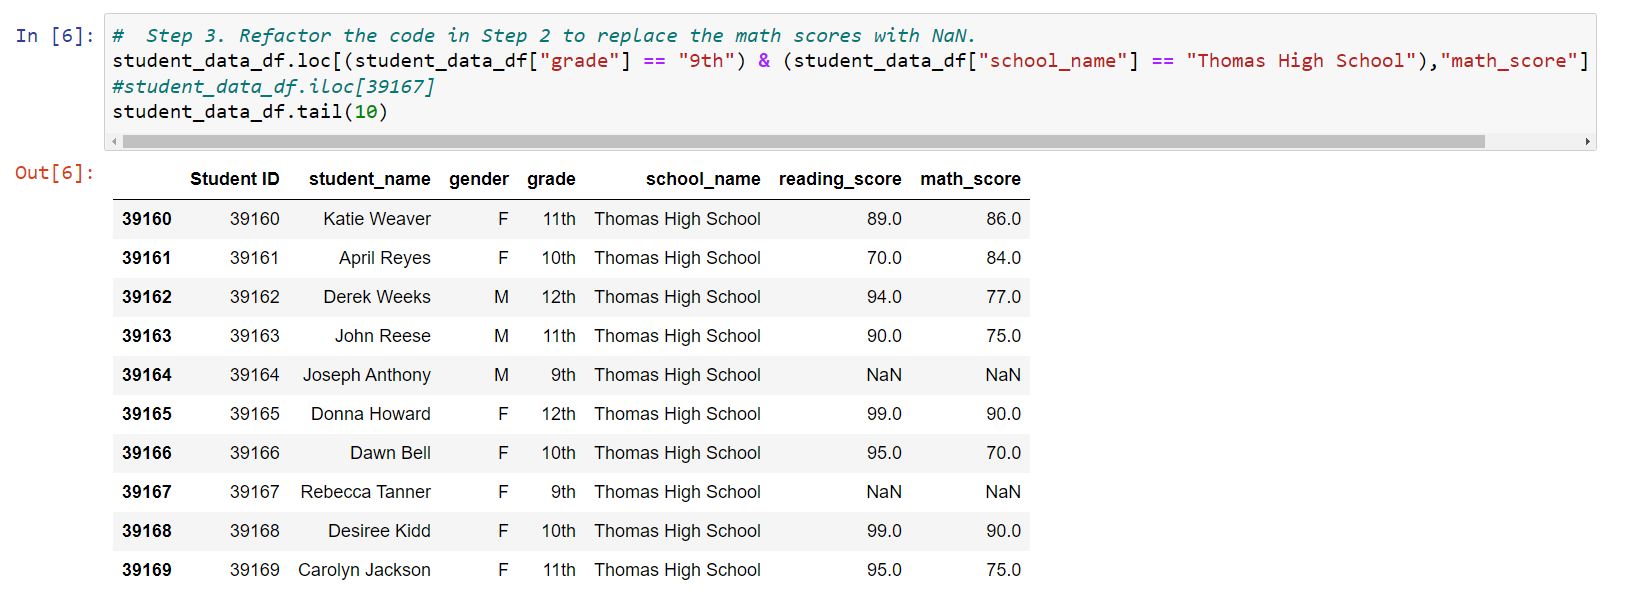 In [6]: #  Step 3. Refactor the code in Step 2 to replace the math scores with NaN.
student_data_df.loc[(student_data_df["grade"] == "9th") & (student_data_df["school_name"] == "Thomas High School"),"math_score"]
#student_data_df.iloc[39167]
student_data_df.tail(10)
Out[6]:
Student ID student_name gender grade school_name reading_score math_score
39160 39160 Katie Weaver F 11th Thomas High School 89.0 86.0
39161 39161 April Reyes F 10th Thomas High School 70.0 84.0
39162 39162 Derek Weeks M 12th Thomas High School 94.0 77.0
39163 39163 John Reese M 11th Thomas High School 90.0 75.0
39164 39164 Joseph Anthony M 9th Thomas High School NaN NaN
39165 39165 Donna Howard F 12th Thomas High School 99.0 90.0
39166 39166 Dawn Bell F 10th Thomas High School 95.0 70.0
39167 39167 Rebecca Tanner F 9th Thomas High School NaN NaN
39168 39168 Desiree Kidd F 10th Thomas High School 99.0 90.0
39169 39169 Carolyn Jackson F 11th Thomas High School 95.0 75.0